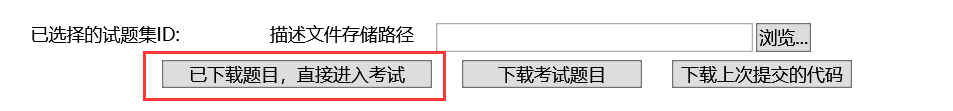 已选择的试题集ID: 描述文件存储路径 浏览...
已下载题目，直接进入考试 下载考试题目 下载上次提交的代码